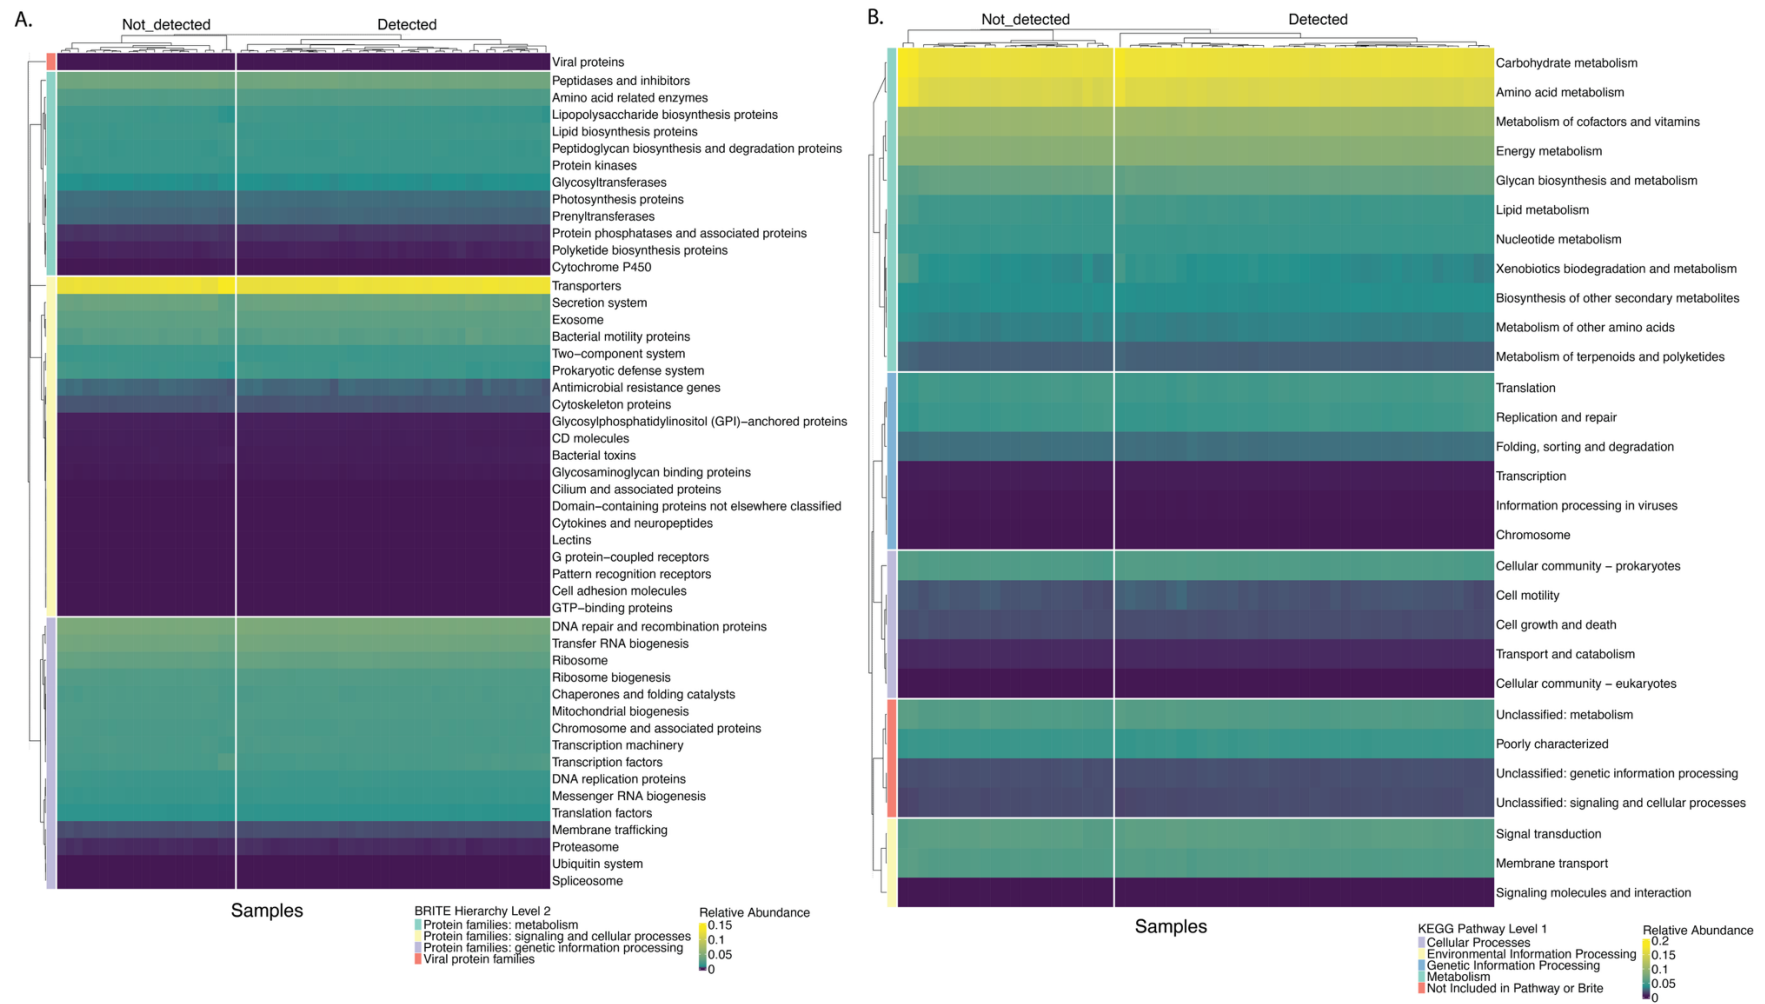 A.
Not_detected
Detected
Viral proteins
Peptidases and inhibitors
Amino acid related enzymes
Lipopolysaccharide biosynthesis proteins
Lipid biosynthesis proteins
Peptidoglycan biosynthesis and degradation proteins
Protein kinases
Glycosyltransferases
Photosynthesis proteins
Prenyltransferases
Protein phosphatases and associated proteins
Polyketide biosynthesis proteins
Cytochrome P450
Transporters
Secretion system
Exosome
Bacterial motility proteins
Two−component system
Prokaryotic defense system
Antimicrobial resistance genes
Cytoskeleton proteins
Glycosylphosphatidylinositol (GPI)−anchored proteins
CD molecules
Bacterial toxins
Glycosaminoglycan binding proteins
Cilium and associated proteins
Domain−containing proteins not elsewhere classified
Cytokines and neuropeptides
Lectins
G protein−coupled receptors
Pattern recognition receptors
Cell adhesion molecules
GTP−binding proteins
DNA repair and recombination proteins
Transfer RNA biogenesis
Ribosome
Ribosome biogenesis
Chaperones and folding catalysts
Mitochondrial biogenesis
Chromosome and associated proteins
Transcription machinery
Transcription factors
DNA replication proteins
Messenger RNA biogenesis
Translation factors
Membrane trafficking
Proteasome
Ubiquitin system
Spliceosome
Samples
BRITE Hierarchy Level 2
Protein families: metabolism
Protein families: signaling and cellular processes
Protein families: genetic information processing
Viral protein families
Relative Abundance
0.15
0.1
0.05
0
B.
Not_detected
Detected
Carbohydrate metabolism
Amino acid metabolism
Metabolism of cofactors and vitamins
Energy metabolism
Glycan biosynthesis and metabolism
Lipid metabolism
Nucleotide metabolism
Xenobiotics biodegradation and metabolism
Biosynthesis of other secondary metabolites
Metabolism of other amino acids
Metabolism of terpenoids and polyketides
Translation
Replication and repair
Folding, sorting and degradation
Transcription
Information processing in viruses
Chromosome
Cellular community − prokaryotes
Cell motility
Cell growth and death
Transport and catabolism
Cellular community − eukaryotes
Unclassified: metabolism
Poorly characterized
Unclassified: genetic information processing
Unclassified: signaling and cellular processes
Signal transduction
Membrane transport
Signaling molecules and interaction
Samples
KEGG Pathway Level 1
Cellular Processes
Environmental Information Processing
Genetic Information Processing
Metabolism
Not Included in Pathway or Brite
Relative Abundance
0.2
0.15
0.1
0.05
0